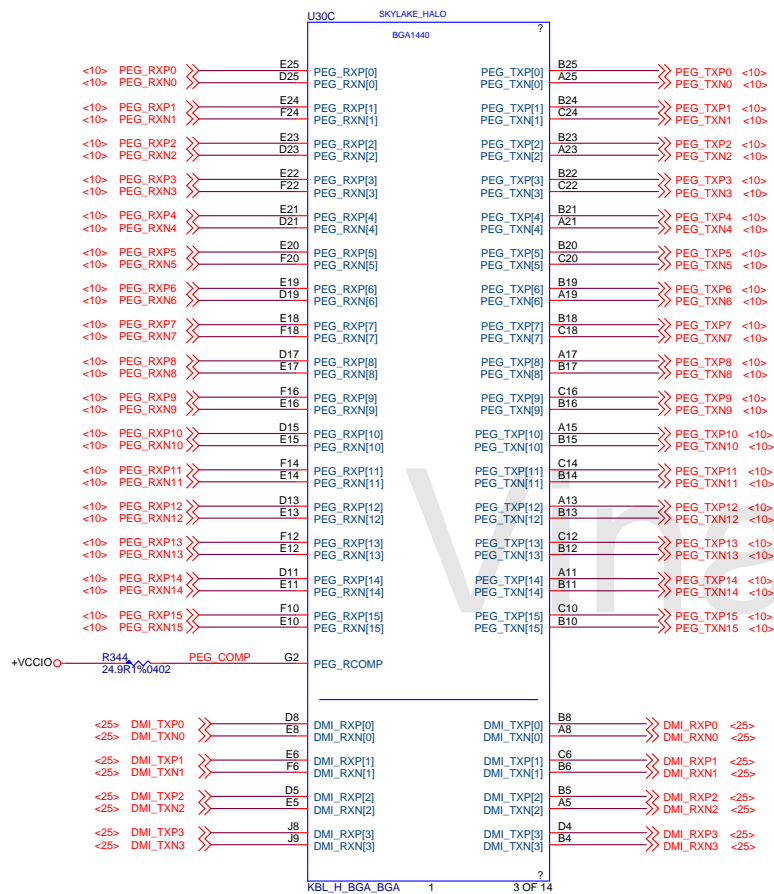 U30C SKYLAKE_HALO
?
BGA1440
<10> PEG_RXP0 E25 PEG_RXP[0] PEG_TXP[0] B25 PEG_TXP0 <10>
<10> PEG_RXN0 D25 PEG_RXN[0] PEG_TXN[0] A25 PEG_TXN0 <10>
<10> PEG_RXP1 E24 PEG_RXP[1] PEG_TXP[1] B24 PEG_TXP1 <10>
<10> PEG_RXN1 F24 PEG_RXN[1] PEG_TXN[1] C24 PEG_TXN1 <10>
<10> PEG_RXP2 E23 PEG_RXP[2] PEG_TXP[2] B23 PEG_TXP2 <10>
<10> PEG_RXN2 D23 PEG_RXN[2] PEG_TXN[2] A23 PEG_TXN2 <10>
<10> PEG_RXP3 E22 PEG_RXP[3] PEG_TXP[3] B22 PEG_TXP3 <10>
<10> PEG_RXN3 F22 PEG_RXN[3] PEG_TXN[3] C22 PEG_TXN3 <10>
<10> PEG_RXP4 E21 PEG_RXP[4] PEG_TXP[4] B21 PEG_TXP4 <10>
<10> PEG_RXN4 D21 PEG_RXN[4] PEG_TXN[4] A21 PEG_TXN4 <10>
<10> PEG_RXP5 E20 PEG_RXP[5] PEG_TXP[5] B20 PEG_TXP5 <10>
<10> PEG_RXN5 F20 PEG_RXN[5] PEG_TXN[5] C20 PEG_TXN5 <10>
<10> PEG_RXP6 E19 PEG_RXP[6] PEG_TXP[6] B19 PEG_TXP6 <10>
<10> PEG_RXN6 D19 PEG_RXN[6] PEG_TXN[6] A19 PEG_TXN6 <10>
<10> PEG_RXP7 E18 PEG_RXP[7] PEG_TXP[7] B18 PEG_TXP7 <10>
<10> PEG_RXN7 F18 PEG_RXN[7] PEG_TXN[7] C18 PEG_TXN7 <10>
<10> PEG_RXP8 D17 PEG_RXP[8] PEG_TXP[8] A17 PEG_TXP8 <10>
<10> PEG_RXN8 E17 PEG_RXN[8] PEG_TXN[8] B17 PEG_TXN8 <10>
<10> PEG_RXP9 F16 PEG_RXP[9] PEG_TXP[9] C16 PEG_TXP9 <10>
<10> PEG_RXN9 E16 PEG_RXN[9] PEG_TXN[9] B16 PEG_TXN9 <10>
<10> PEG_RXP10 D15 PEG_RXP[10] PEG_TXP[10] A15 PEG_TXP10 <10>
<10> PEG_RXN10 E15 PEG_RXN[10] PEG_TXN[10] B15 PEG_TXN10 <10>
<10> PEG_RXP11 F14 PEG_RXP[11] PEG_TXP[11] C14 PEG_TXP11 <10>
<10> PEG_RXN11 E14 PEG_RXN[11] PEG_TXN[11] B14 PEG_TXN11 <10>
<10> PEG_RXP12 D13 PEG_RXP[12] PEG_TXP[12] A13 PEG_TXP12 <10>
<10> PEG_RXN12 E13 PEG_RXN[12] PEG_TXN[12] B13 PEG_TXN12 <10>
<10> PEG_RXP13 F12 PEG_RXP[13] PEG_TXP[13] C12 PEG_TXP13 <10>
<10> PEG_RXN13 E12 PEG_RXN[13] PEG_TXN[13] B12 PEG_TXN13 <10>
<10> PEG_RXP14 D11 PEG_RXP[14] PEG_TXP[14] A11 PEG_TXP14 <10>
<10> PEG_RXN14 E11 PEG_RXN[14] PEG_TXN[14] B11 PEG_TXN14 <10>
<10> PEG_RXP15 F10 PEG_RXP[15] PEG_TXP[15] C10 PEG_TXP15 <10>
<10> PEG_RXN15 E10 PEG_RXN[15] PEG_TXN[15] B10 PEG_TXN15 <10>
+VCCIO R344 PEG_COMP G2 PEG_RCOMP
24.9R1%0402
<25> DMI_TXP0 D8 DMI_RXP[0] DMI_TXP[0] B8 DMI_RXP0 <25>
<25> DMI_TXN0 E8 DMI_RXN[0] DMI_TXN[0] A8 DMI_RXN0 <25>
<25> DMI_TXP1 E6 DMI_RXP[1] DMI_TXP[1] C6 DMI_RXP1 <25>
<25> DMI_TXN1 F6 DMI_RXN[1] DMI_TXN[1] B6 DMI_RXN1 <25>
<25> DMI_TXP2 D5 DMI_RXP[2] DMI_TXP[2] B5 DMI_RXP2 <25>
<25> DMI_TXN2 E5 DMI_RXN[2] DMI_TXN[2] A5 DMI_RXN2 <25>
<25> DMI_TXP3 J8 DMI_RXP[3] DMI_TXP[3] D4 DMI_RXP3 <25>
<25> DMI_TXN3 J9 DMI_RXN[3] DMI_TXN[3] B4 DMI_RXN3 <25>
?
KBL_H_BGA_BGA 1 3 OF 14